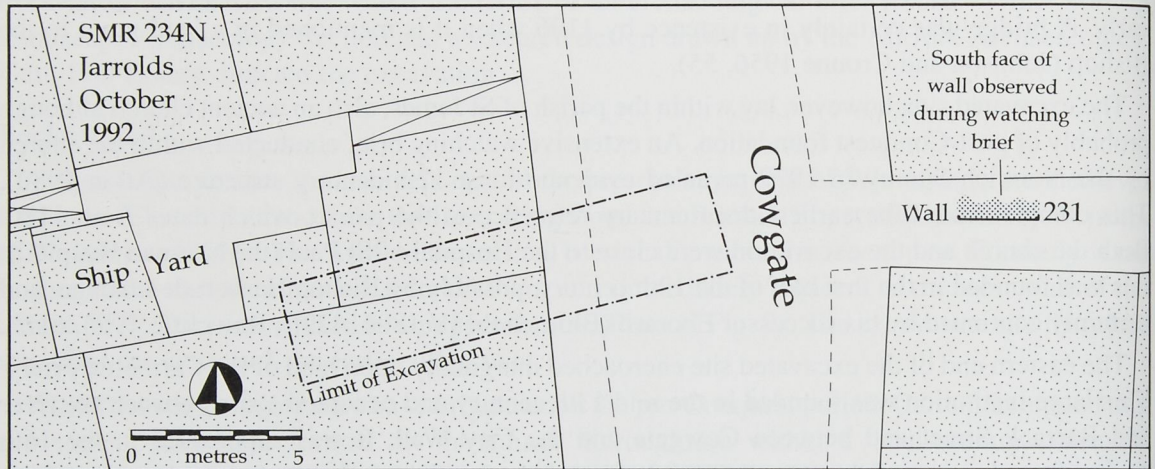 SMR 234N
Jarrolds
October
1992
South face of
wall observed
during watching
brief
Wall 231
Cowgate
Ship Yard
Limit of Excavation
0 metres 5